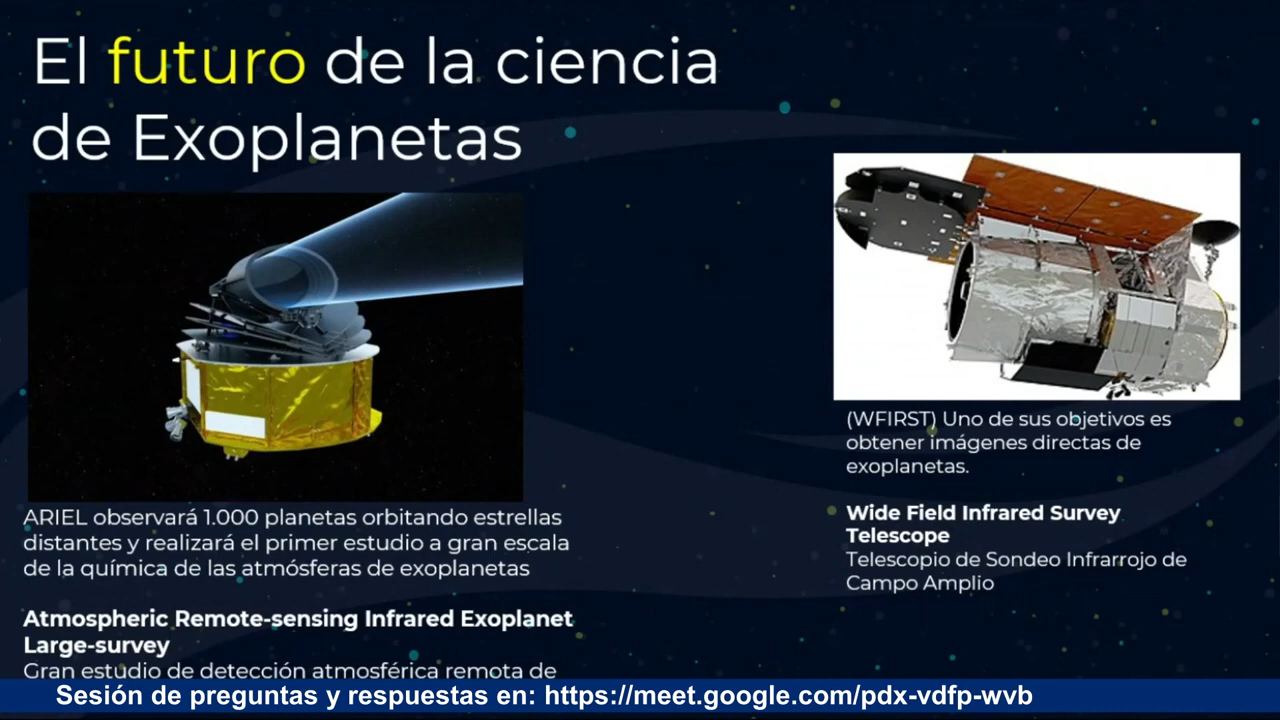 El futuro de la ciencia
de Exoplanetas
ARIEL observará 1.000 planetas orbitando estrellas
distantes y realizará el primer estudio a gran escala
de la química de las atmósferas de exoplanetas
Atmospheric Remote-sensing Infrared Exoplanet
Large-survey
Gran estudio de detección atmosférica remota de
(WFIRST) Uno de sus objetivos es
obtener imágenes directas de
exoplanetas.
Wide Field Infrared Survey
Telescope
Telescopio de Sondeo Infrarrojo de
Campo Amplio
Sesión de preguntas y respuestas en: https://meet.google.com/pdx-vdfp-wvb